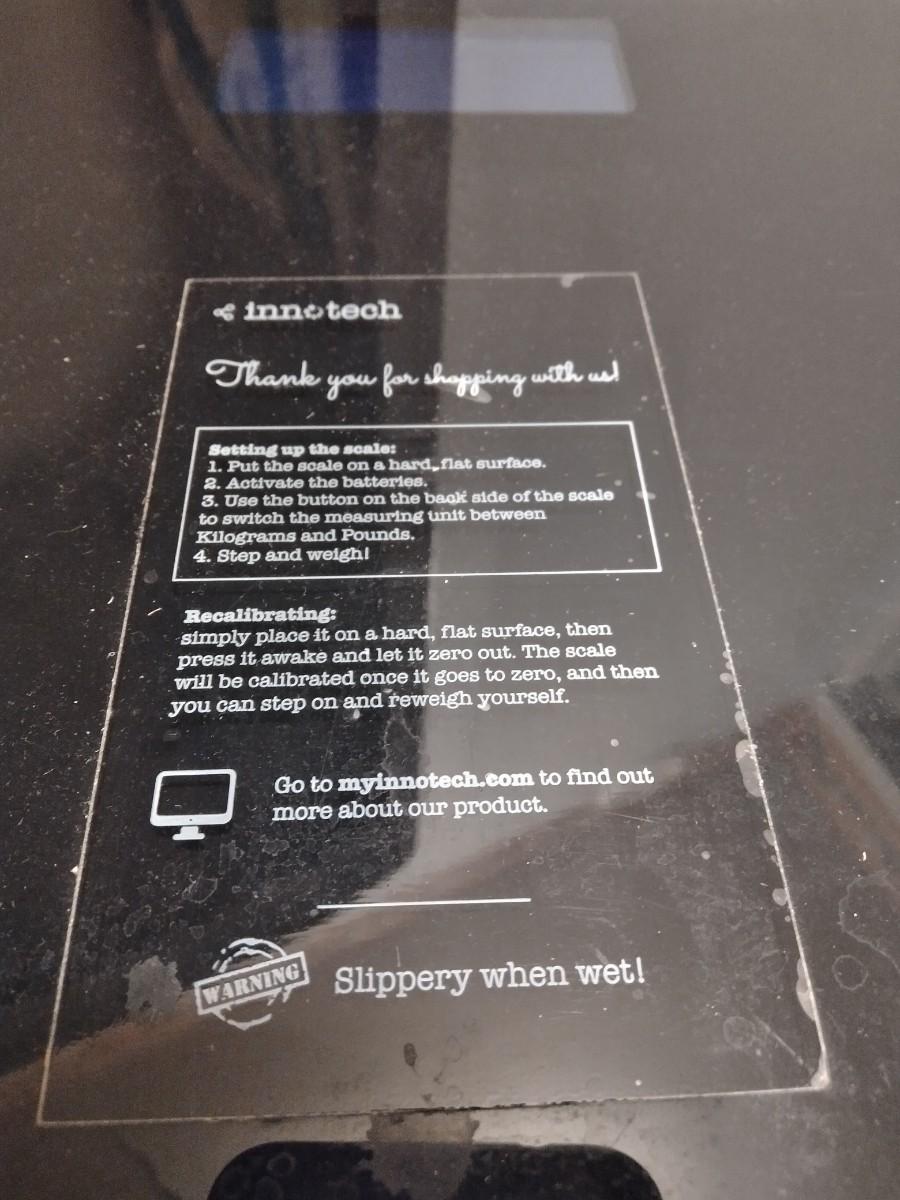 innotech
Thank you for shopping with us!
Setting up the scale:
1. Put the scale on a hard, flat surface.
2. Activate the batteries.
3. Use the button on the back side of the scale
to switch the measuring unit between
Kilograms and Pounds.
4. Step and weigh!
Recalibrating:
simply place it on a hard, flat surface, then
press it awake and let it zero out. The scale
will be calibrated once it goes to zero, and then
you can step on and reweigh yourself.
Go to myinnotech.com to find out
more about our product.
WARNING
Slippery when wet!